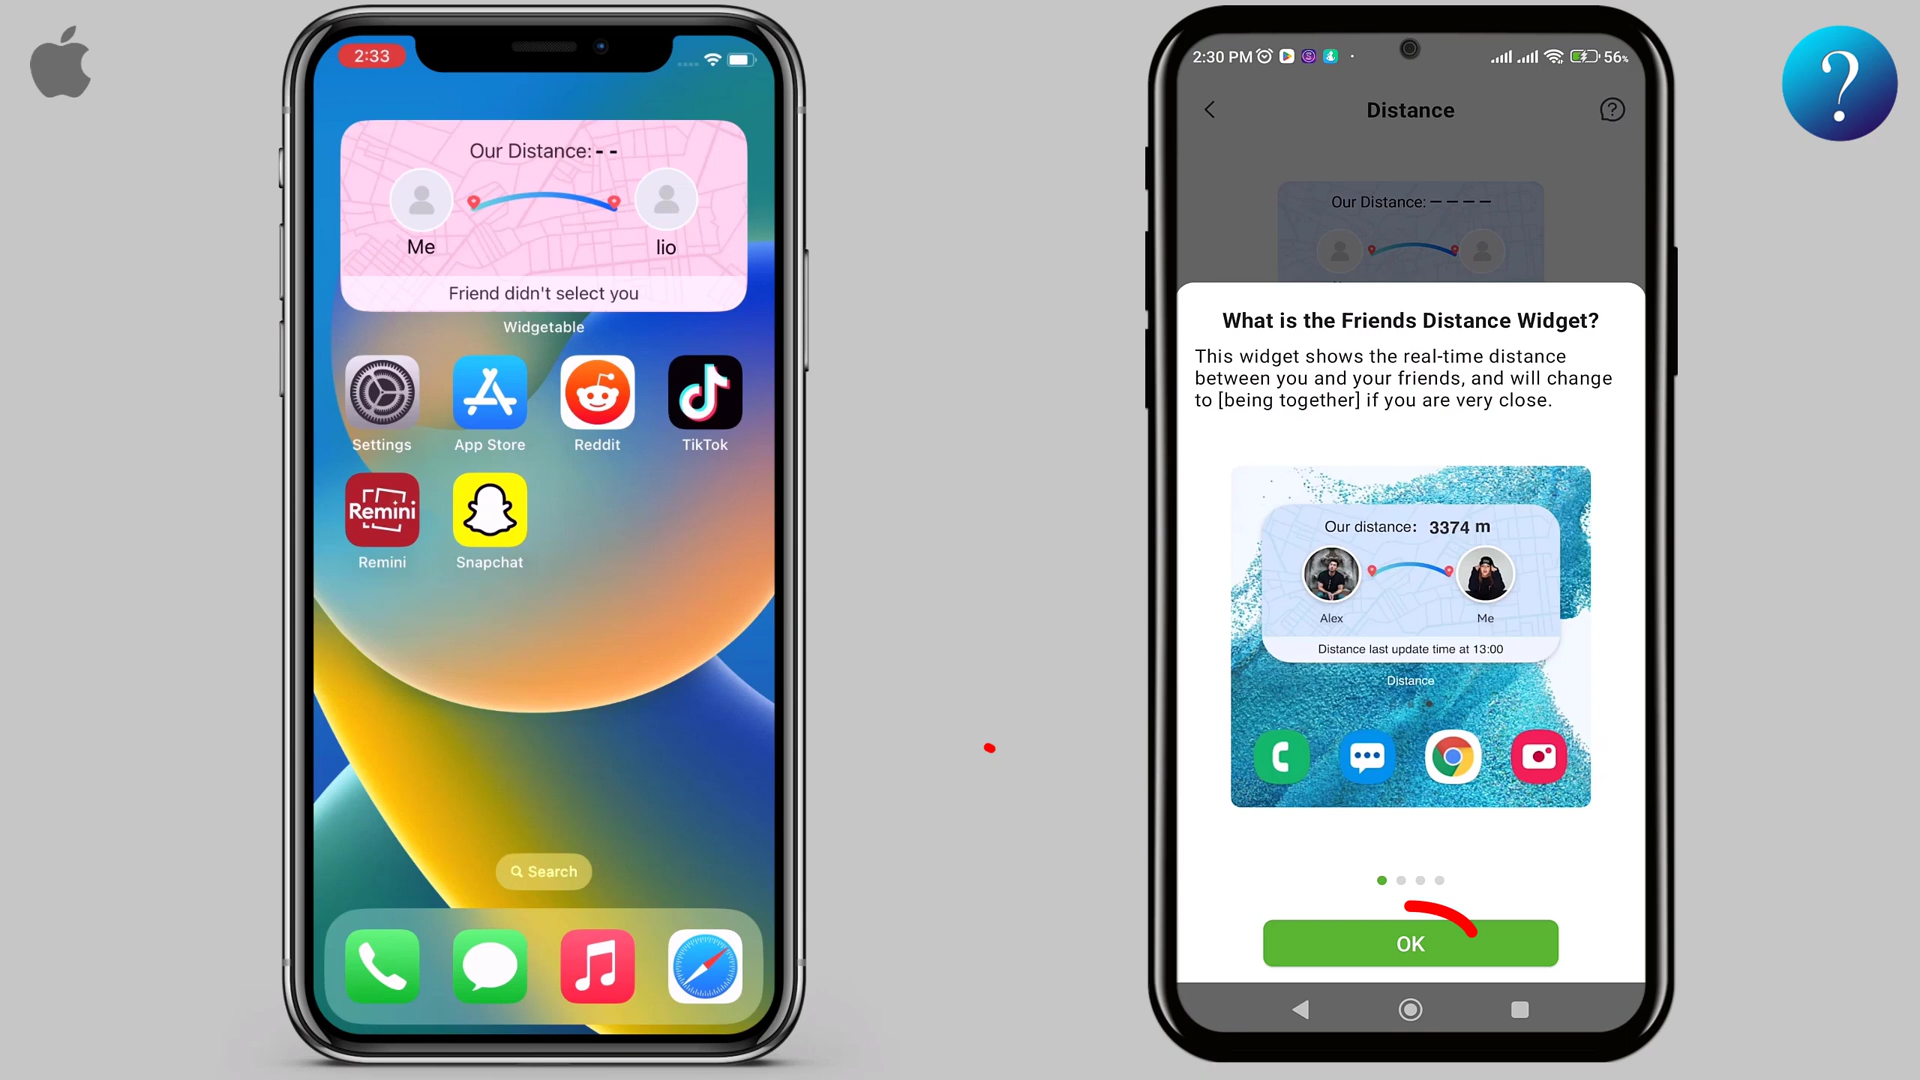 2:33
Our Distance: - -
Me
lio
Friend didn't select you
Widgetable
Settings
App Store
Reddit
TikTok
Remini
Remini
Snapchat
Search
2:30 PM
56%
?
Distance
Our Distance: – – – –
What is the Friends Distance Widget?
This widget shows the real-time distance
between you and your friends, and will change
to [being together] if you are very close.
Our distance: 3374 m
Alex
Me
Distance last update time at 13:00
Distance
OK